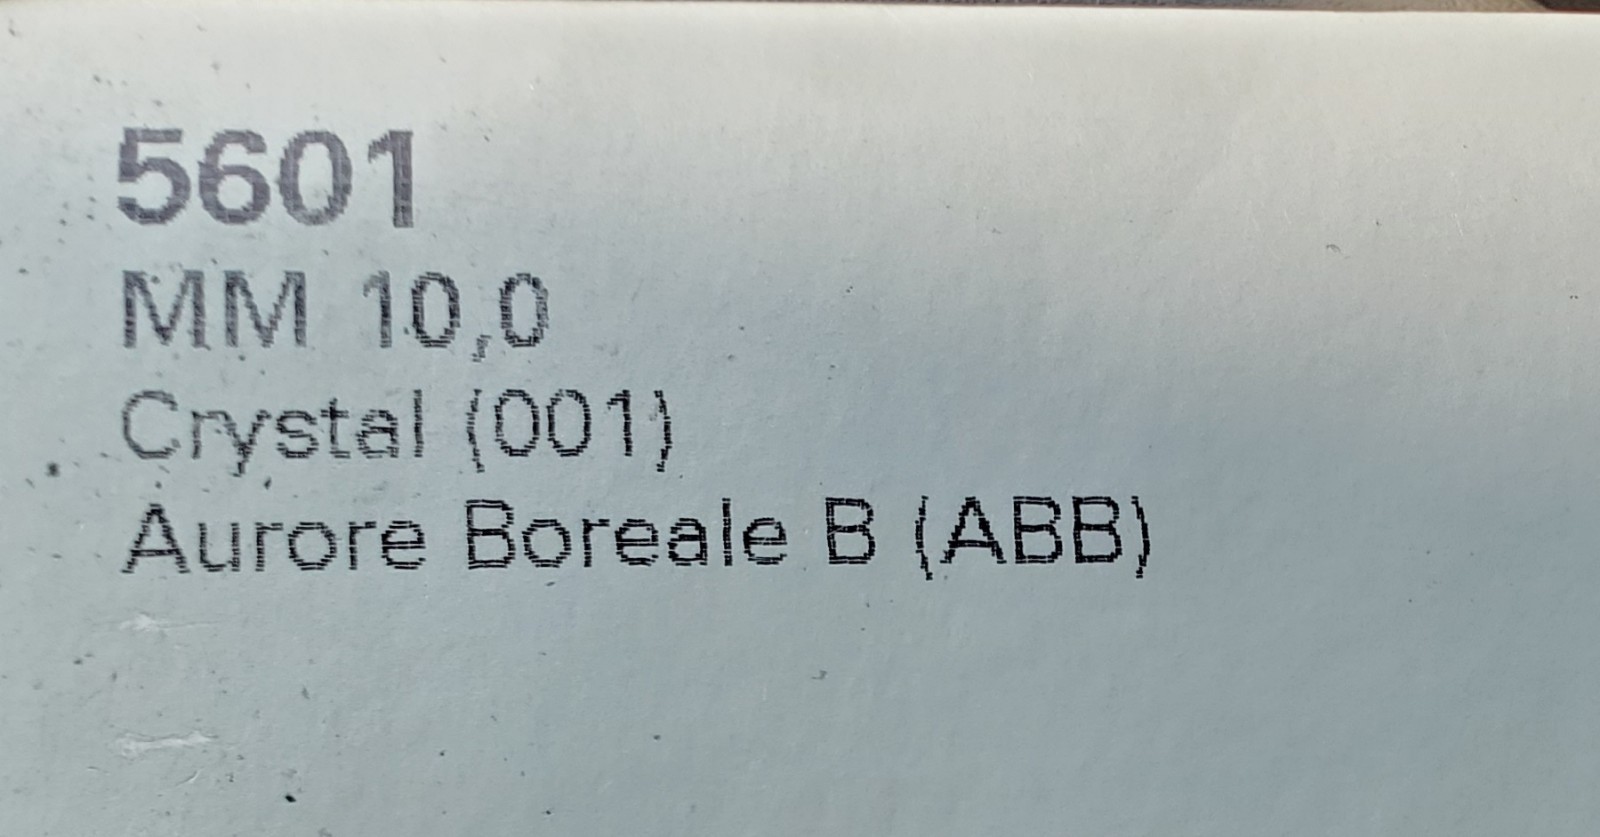 5601
MM 10,0
Crystal (001)
Aurore Boreale B (ABB)